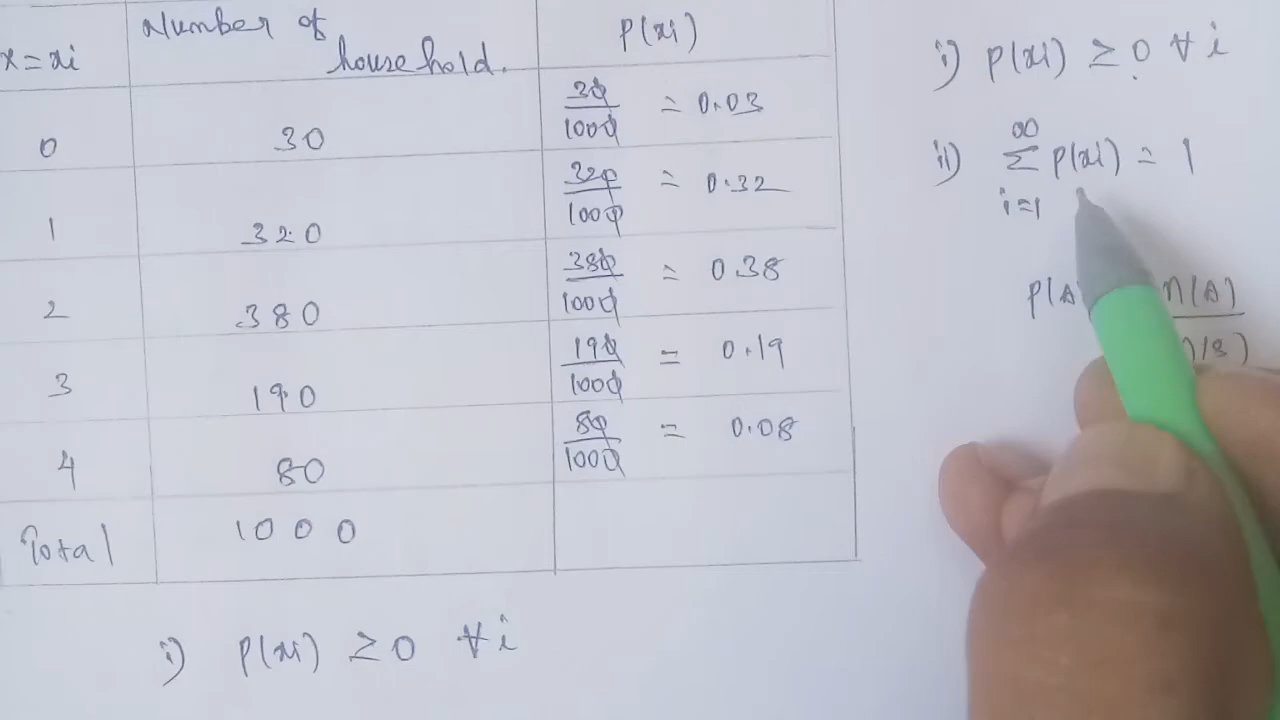 x = xi Number of household. P(xi)
0 30 30/1000 = 0.03
1 320 320/1000 = 0.32
2 380 380/1000 = 0.38
3 190 190/1000 = 0.19
4 80 80/1000 = 0.08
Total 1000
i) P(xi) ≥ 0 ∀ i
i) P(xi) ≥ 0 ∀ i
ii) ∞ Σ i=1 P(xi) = 1
P(A n(A)